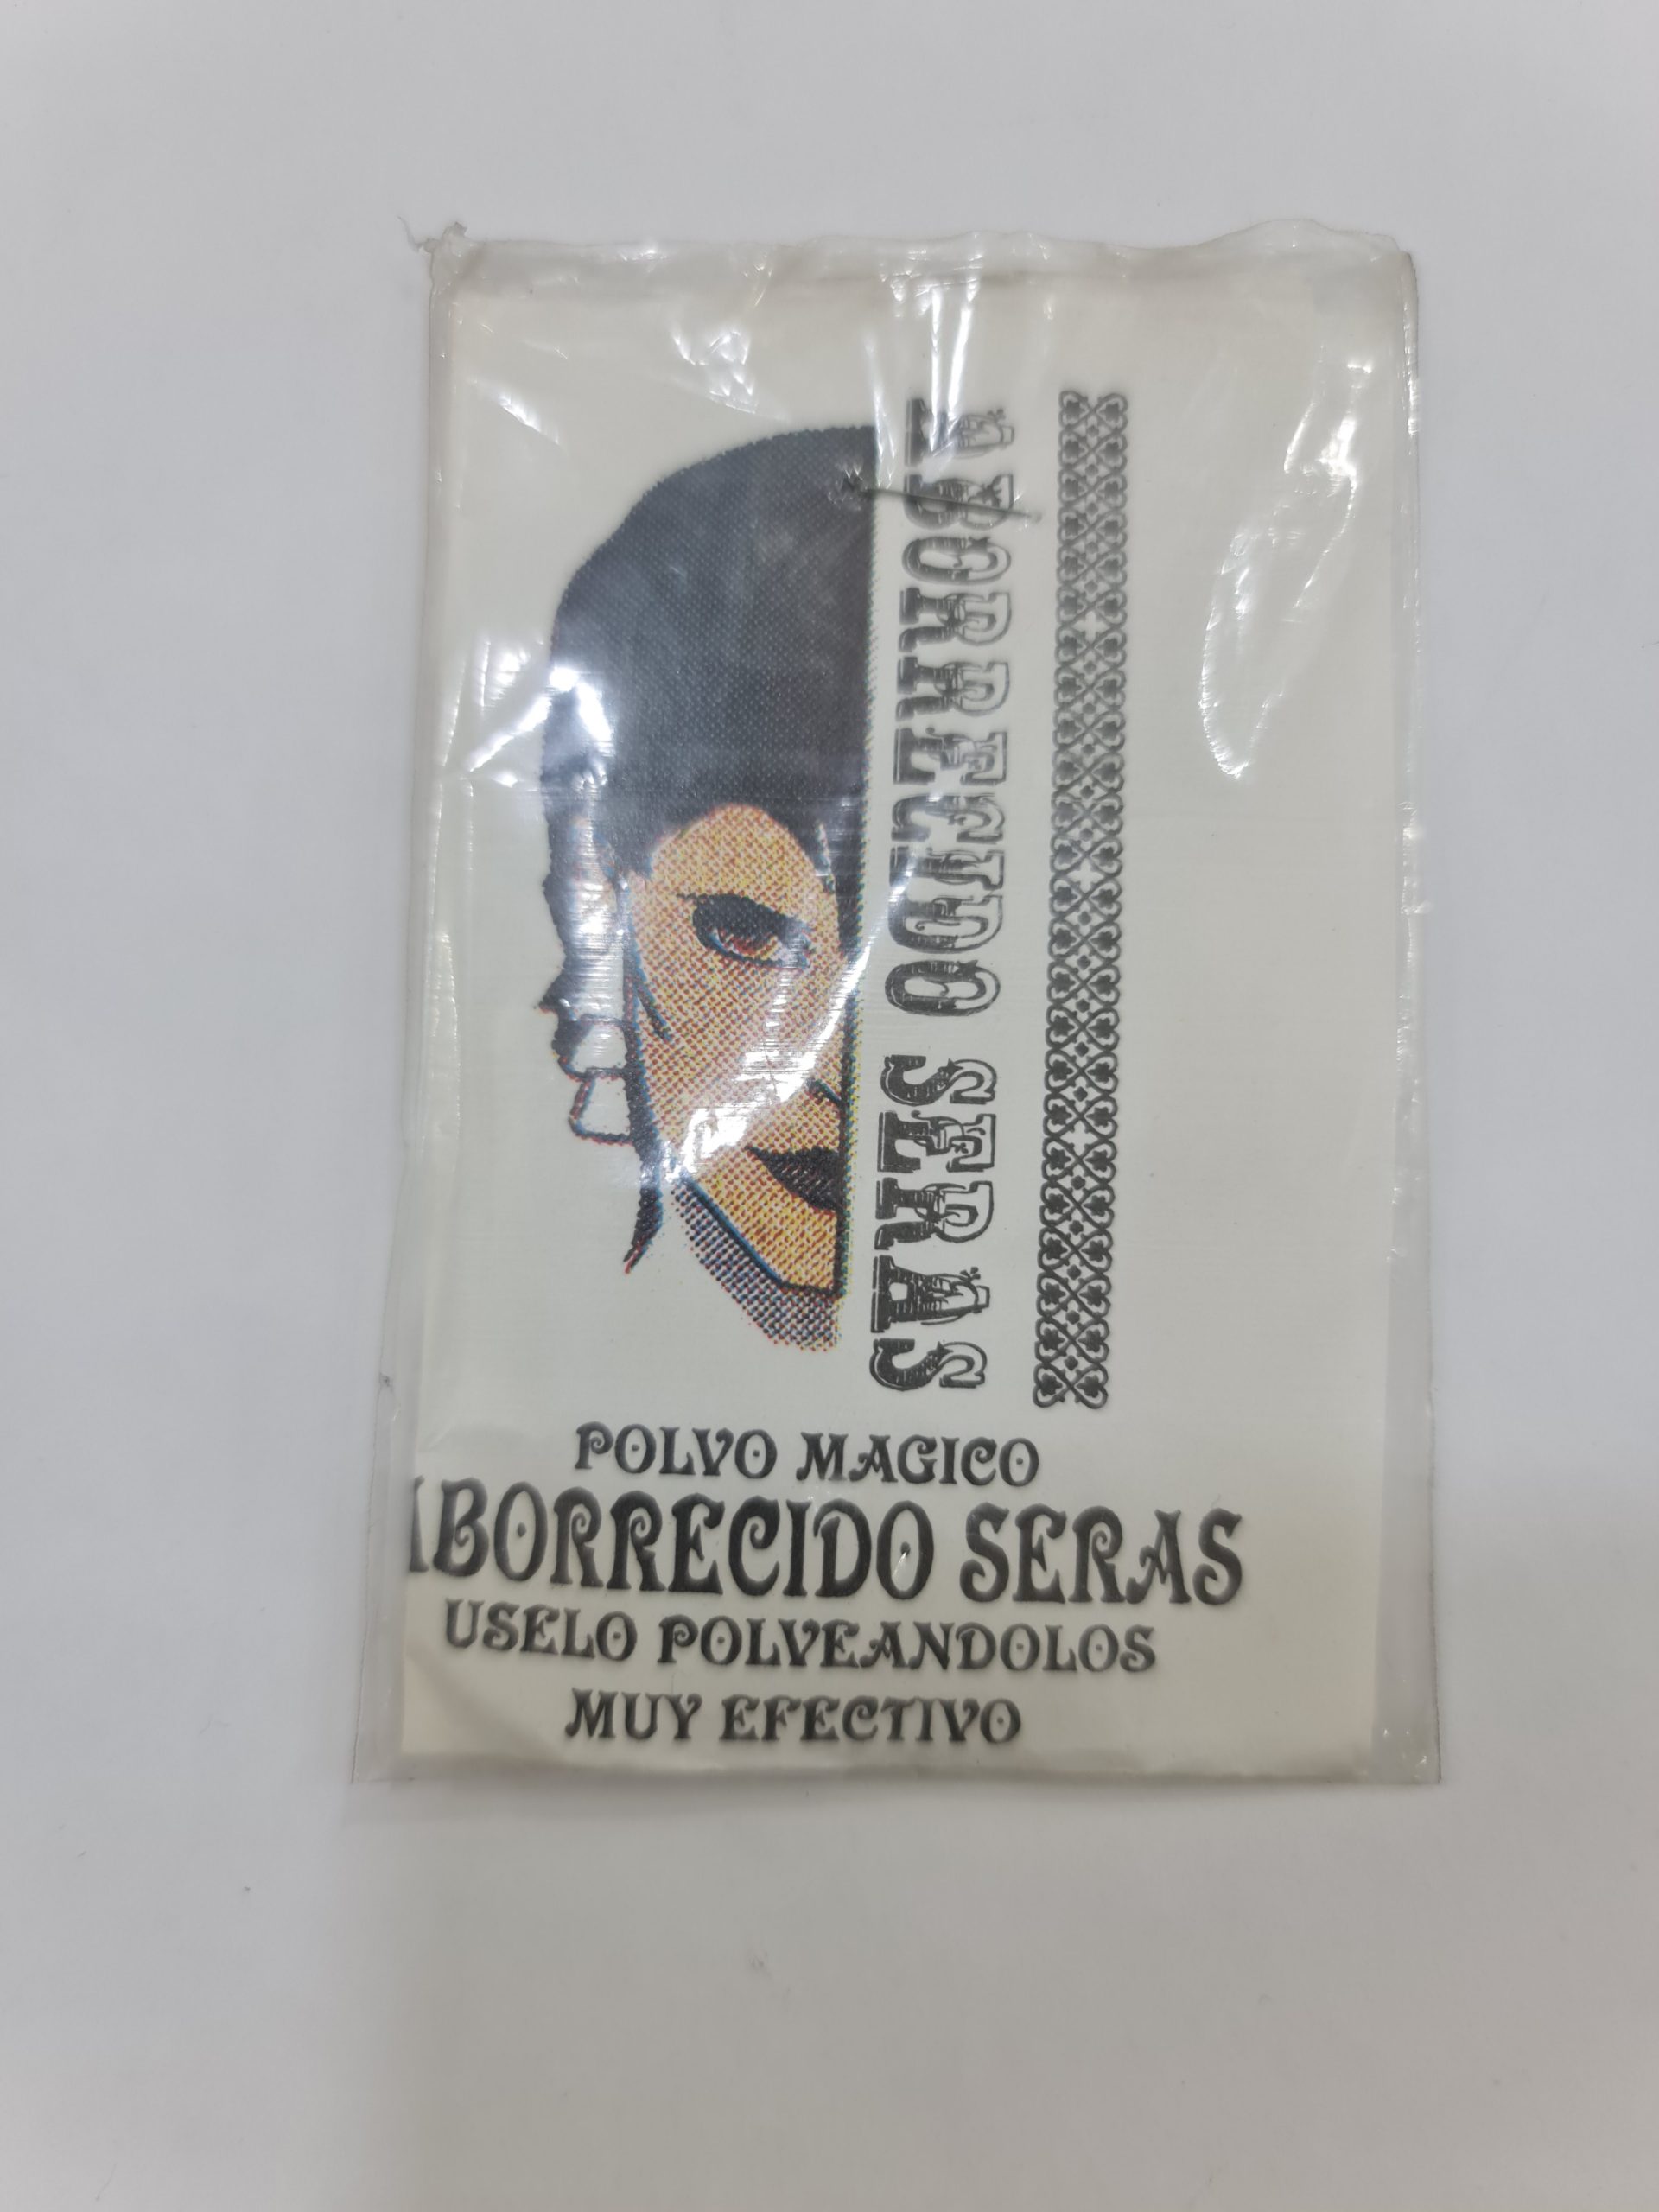 ABORRECIDO SERAS
POLVO MAGICO
ABORRECIDO SERAS
USELO POLVEANDOLOS
MUY EFECTIVO